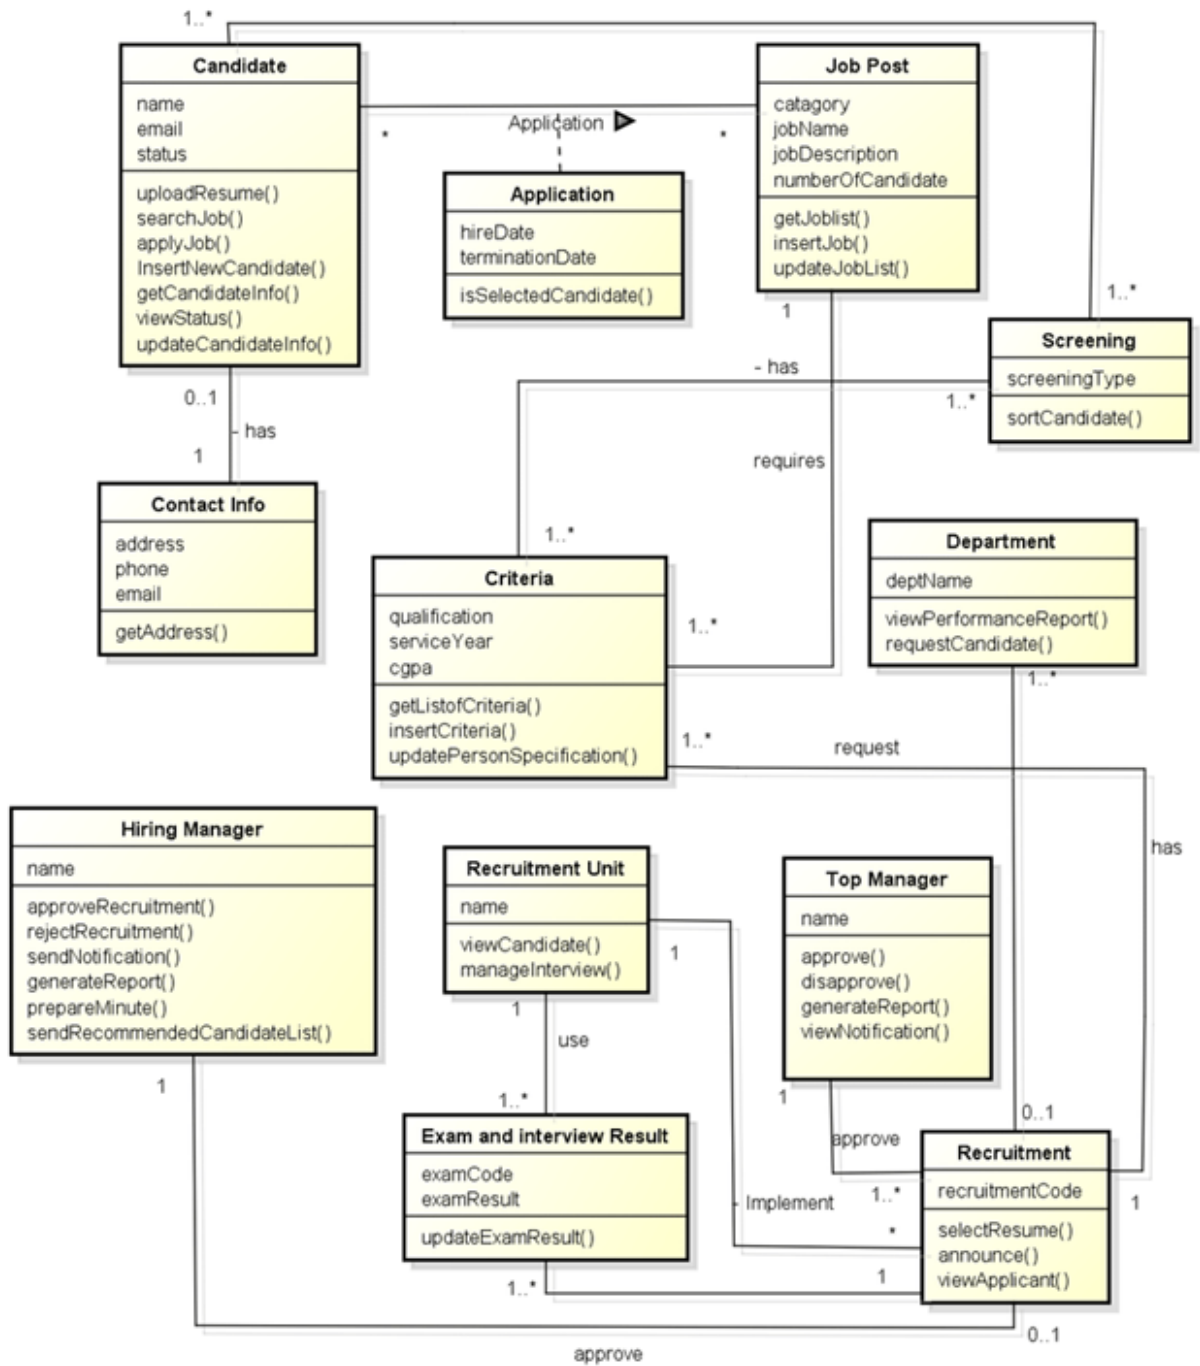 1..*
Candidate
name
email
status
uploadResume()
searchJob()
applyJob()
InsertNewCandidate()
getCandidateInfo()
viewStatus()
updateCandidateInfo()
*
Application
*
Application
hireDate
terminationDate
isSelectedCandidate()
Job Post
catagory
jobName
jobDescription
numberOfCandidate
getJoblist()
insertJob()
updateJobList()
1
1..*
Screening
screeningType
sortCandidate()
- has
1..*
0..1
- has
1
requires
Contact Info
address
phone
email
getAddress()
1..*
Criteria
qualification
serviceYear
cgpa
getListofCriteria()
insertCriteria()
updatePersonSpecification()
1..*
1..*
Department
deptName
viewPerformanceReport()
requestCandidate()
1..*
request
has
Hiring Manager
name
approveRecruitment()
rejectRecruitment()
sendNotification()
generateReport()
prepareMinute()
sendRecommendedCandidateList()
1
Recruitment Unit
name
viewCandidate()
manageInterview()
1
1
use
1..*
Top Manager
name
approve()
disapprove()
generateReport()
viewNotification()
1
approve
1..*
0..1
Exam and interview Result
examCode
examResult
updateExamResult()
1..*
- Implement
*
1
Recruitment
recruitmentCode
selectResume()
announce()
viewApplicant()
1
0..1
approve